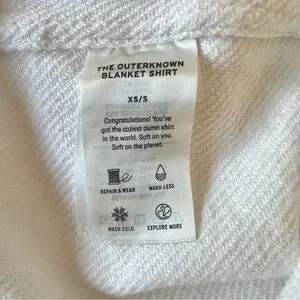 THE OUTERKNOWN
BLANKET SHIRT
XS/S
Congratulations! You've
got the coziest damn shirt
in the world. Soft on you.
Soft on the planet.
REPAIR & WEAR
WASH LESS
WASH COLD
EXPLORE MORE